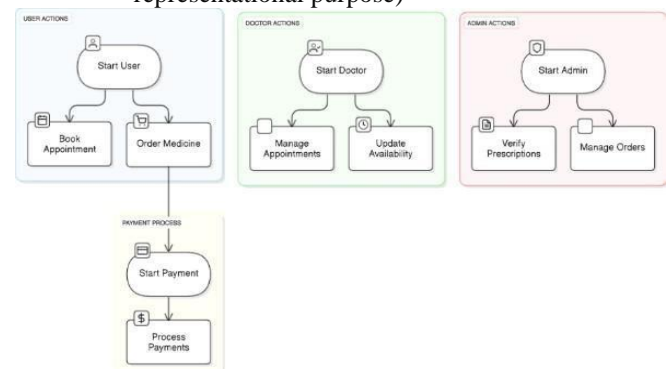 representational purpose)
USER ACTIONS
Start User
Book
Appointment
Order Medicine
DOCTOR ACTIONS
Start Doctor
Manage
Appointments
Update
Availability
ADMIN ACTIONS
Start Admin
Verify
Prescriptions
Manage Orders
PAYMENT PROCESS
Start Payment
$
Process
Payments